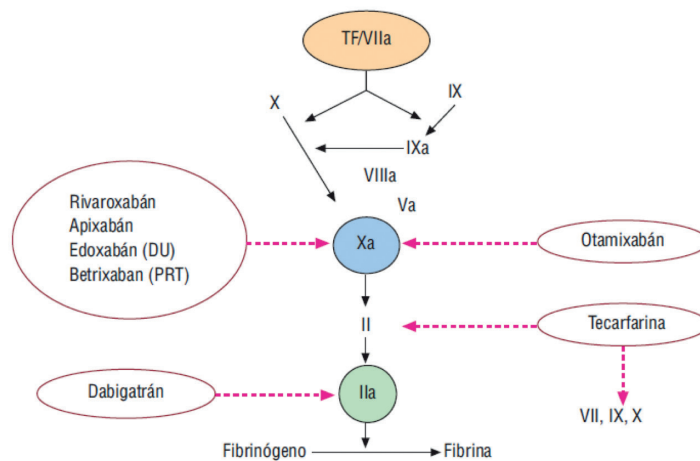 TF/VIIa
X
IX
IXa
VIIIa
Va
Rivaroxabán
Apixabán
Edoxabán (DU)
Betrixaban (PRT)
Xa
Otamixabán
II
Tecarfarina
Dabigatrán
IIa
VII, IX, X
Fibrinógeno
Fibrina